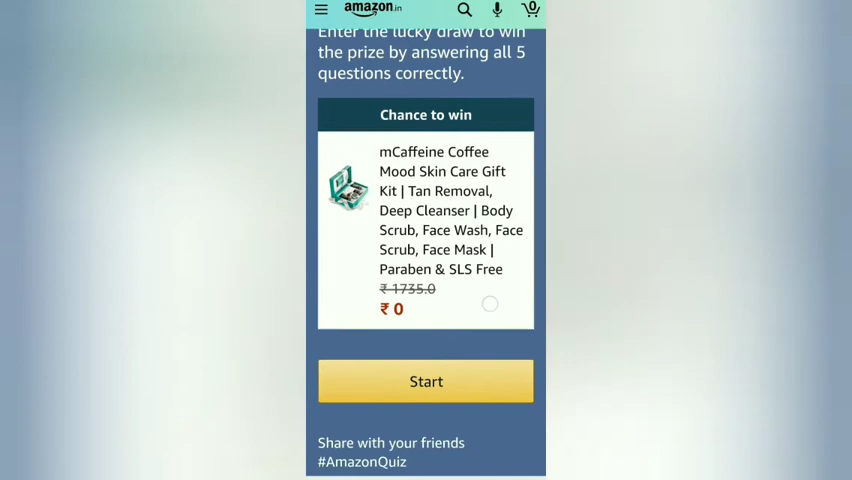 amazon.in
0
Enter the lucky draw to win
the prize by answering all 5
questions correctly.
Chance to win
mCaffeine Coffee
Mood Skin Care Gift
Kit | Tan Removal,
Deep Cleanser | Body
Scrub, Face Wash, Face
Scrub, Face Mask |
Paraben & SLS Free
₹ 1735.0
₹ 0
Start
Share with your friends
#AmazonQuiz